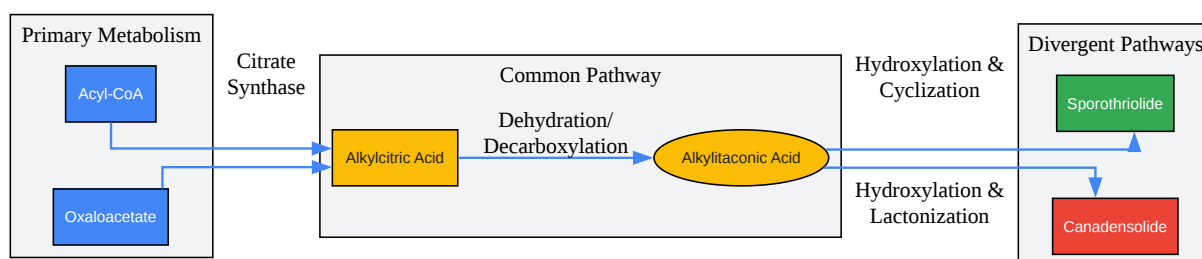 Primary Metabolism
Acyl-CoA
Oxaloacetate
Citrate
Synthase
Common Pathway
Alkylcitric Acid
Dehydration/
Decarboxylation
Alkylitaconic Acid
Hydroxylation &
Cyclization
Hydroxylation &
Lactonization
Divergent Pathways
Sporothriolide
Canadensolide